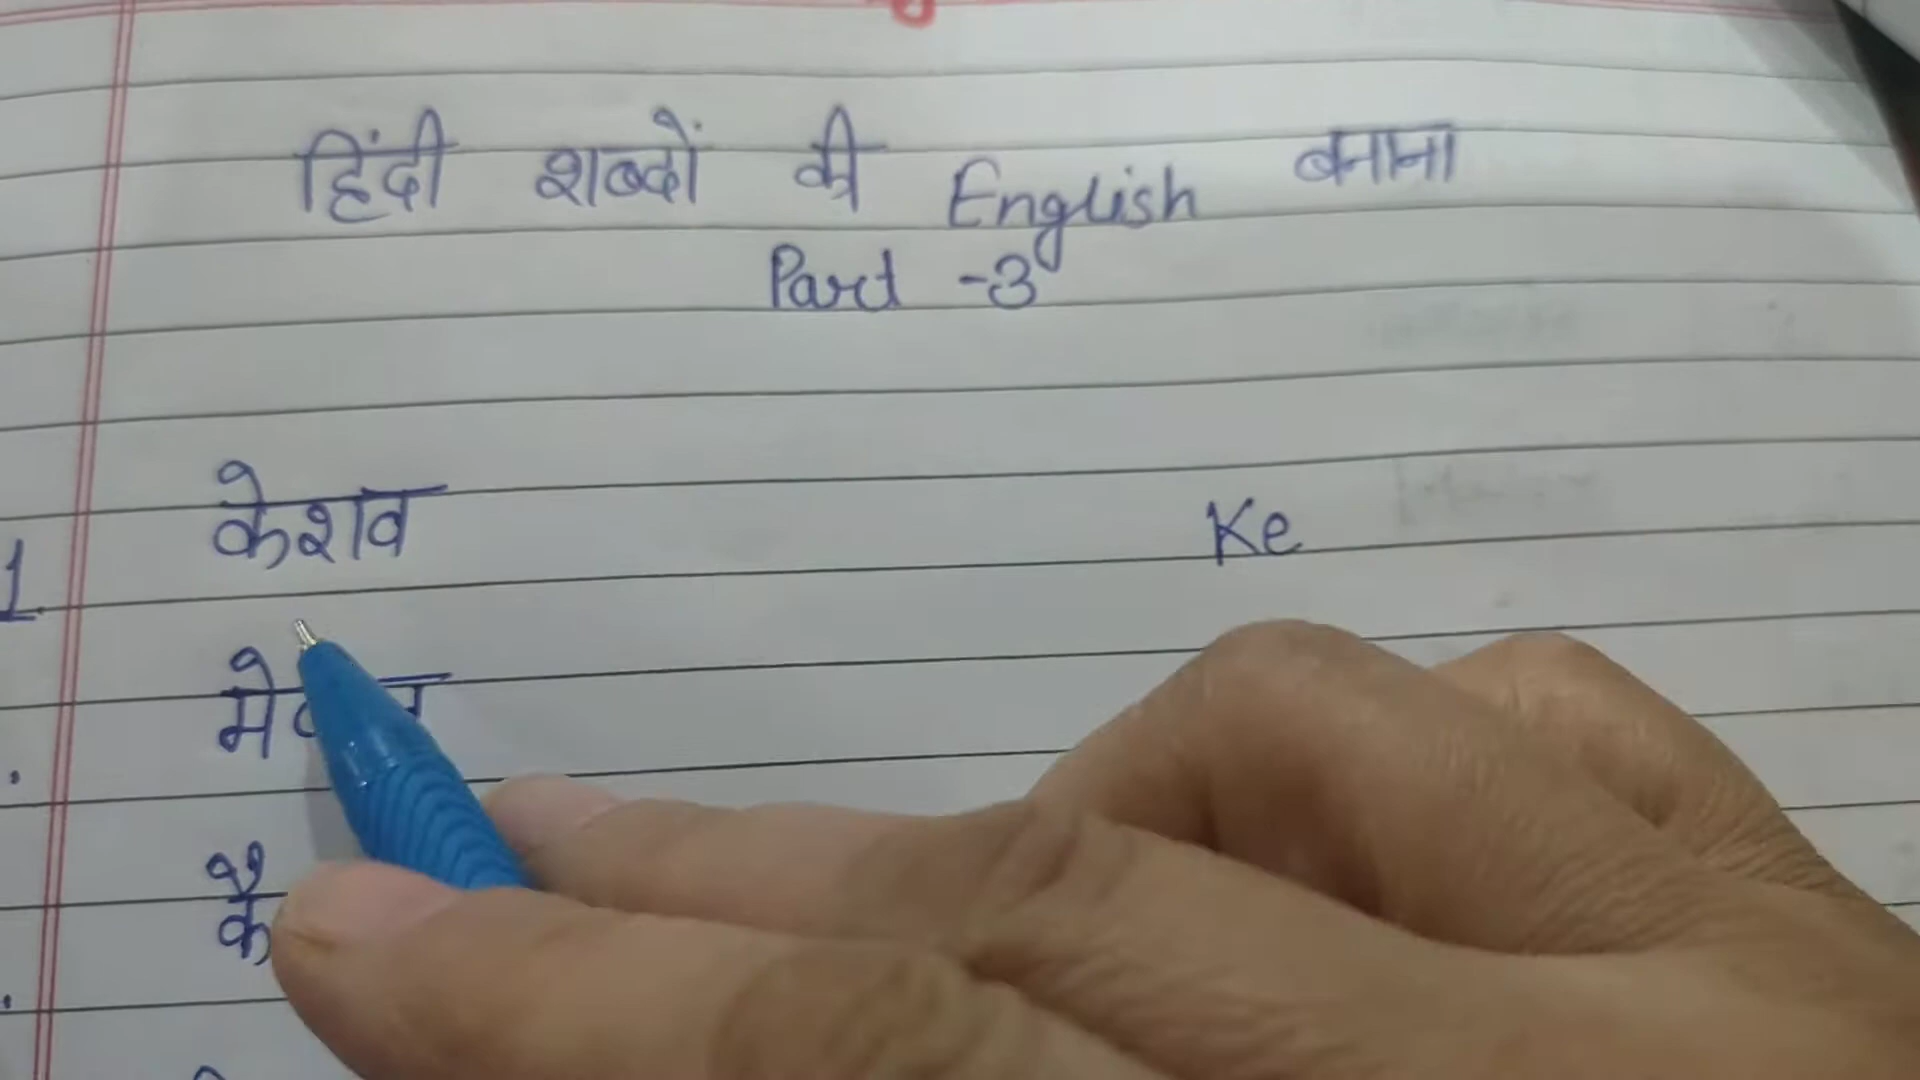 हिंदी शब्दों की English बनाना
Part -3
1. केशव Ke